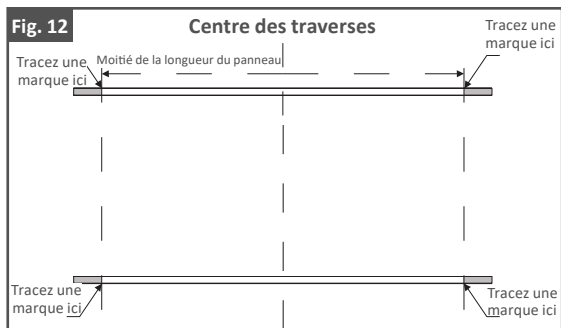 Fig. 12
Centre des traverses
Tracez une
marque ici
Moitié de la longueur du panneau
Tracez une
marque ici
Tracez une
marque ici
Tracez une
marque ici